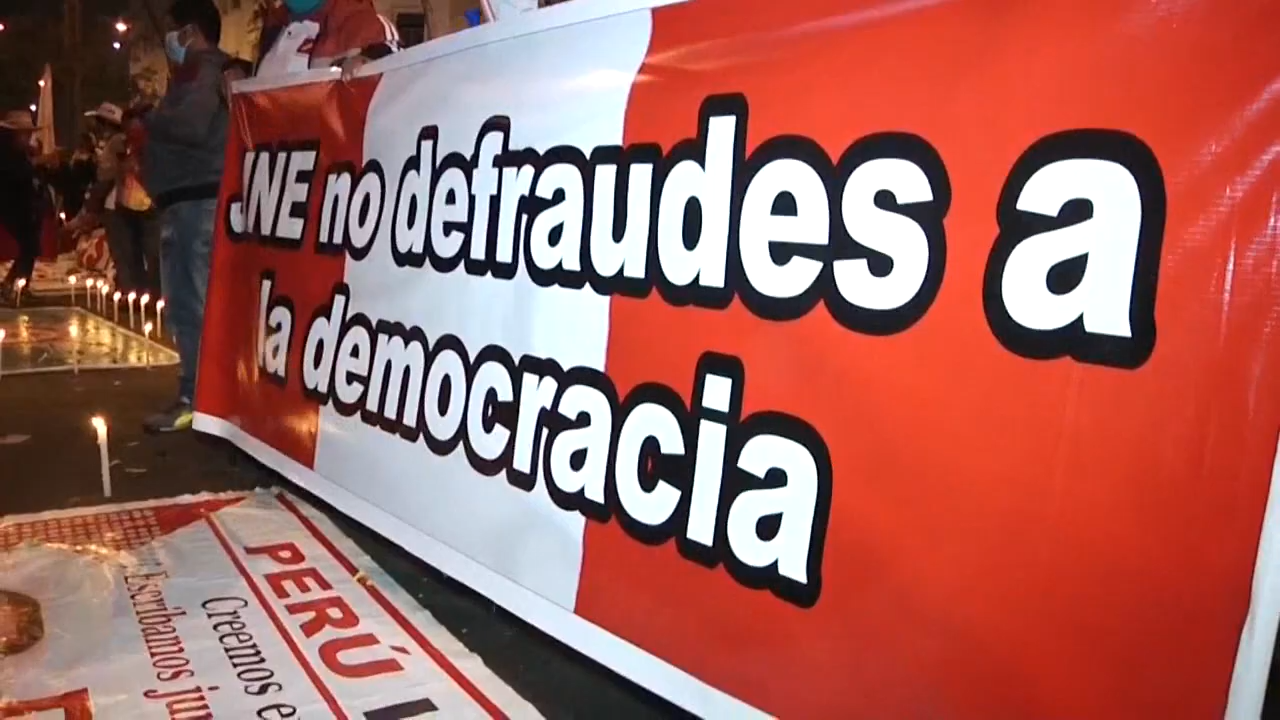 JNE no defraudes a
la democracia
PERÚ
Creemos
"Escribamos